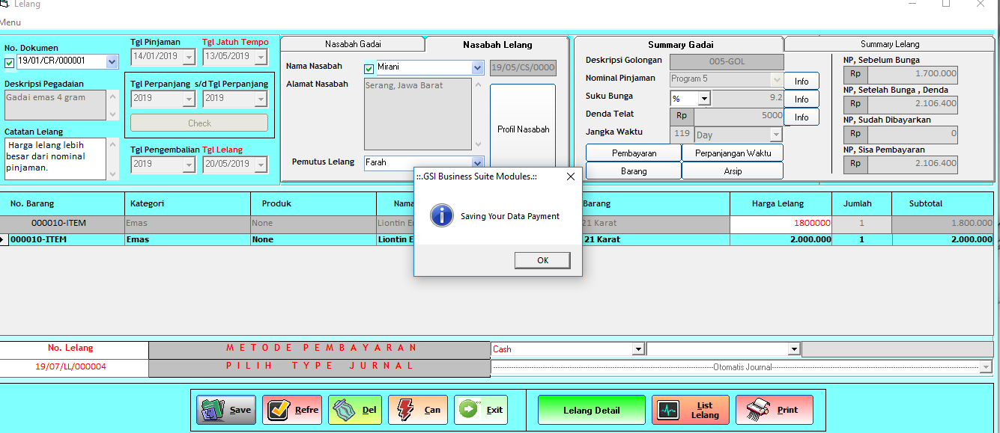 Lelang
Menu
No. Dokumen
19/01/CR/000001
Deskripsi Pegadaian
Gadai emas 4 gram
Catatan Lelang
Harga lelang lebih
besar dari nominal
pinjaman.
Tgl Pinjaman Tgl Jatuh Tempo
14/01/2019 13/05/2019
Tgl Perpanjang s/d Tgl Perpanjang
2019 2019
Check
Tgl Pengembalian Tgl Lelang
2019 20/05/2019
Nasabah Gadai Nasabah Lelang
Nama Nasabah Mirani 19/05/CS/0000
Alamat Nasabah Serang, Jawa Barat
Profil Nasabah
Pemutus Lelang Farah
Summary Gadai Summary Lelang
Deskripsi Golongan 005-GOL
Nominal Pinjaman Program 5 Info
Suku Bunga % 9.2 Info
Denda Telat Rp 5000 Info
Jangka Waktu 119 Day
Pembayaran Perpanjangan Waktu
Barang Arsip
NP, Sebelum Bunga
Rp 1.700.000
NP, Setelah Bunga , Denda
Rp 2.106.400
NP, Sudah Dibayarkan
Rp 0
NP, Sisa Pembayaran
Rp 2.106.400
No. Barang Kategori Produk Nama Barang Harga Lelang Jumlah Subtotal
000010-ITEM Emas None Liontin E 21 Karat 1800000 1 1.800.000
000010-ITEM Emas None Liontin E 21 Karat 2.000.000 1 2.000.000
::.GSI Business Suite Modules.::
Saving Your Data Payment
OK
No. Lelang METODE PEMBAYARAN Cash
19/07/LL/000004 PILIH TYPE JURNAL Otomatis Journal
Save Refre Del Can Exit Lelang Detail List
Lelang Print